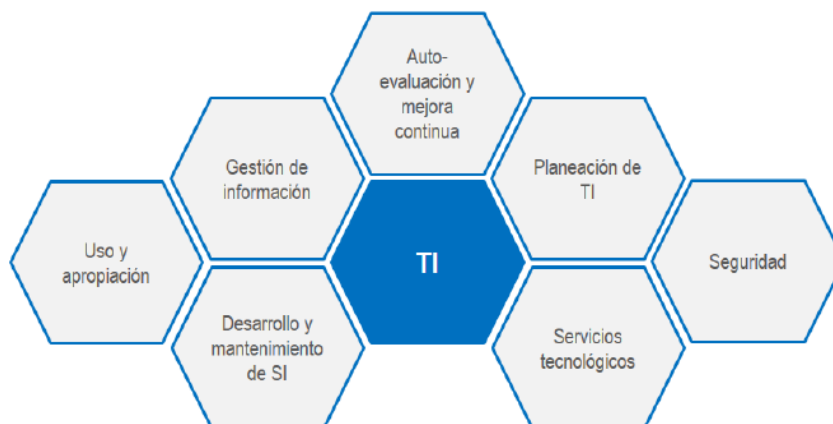 Auto-
evaluación y
mejora
continua
Gestión de
información
Planeación de
TI
Uso y
apropiación
TI
Seguridad
Desarrollo y
mantenimiento
de SI
Servicios
tecnológicos